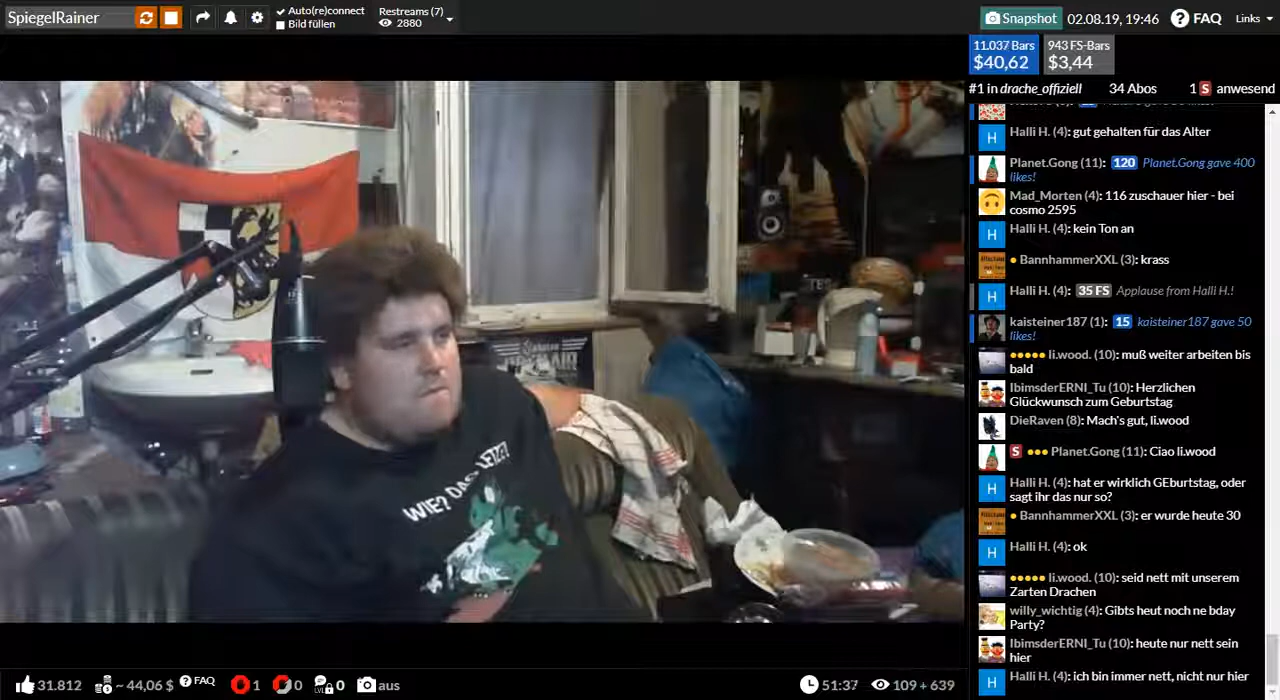 SpiegelRainer
Auto(re)connect
Bild füllen
Restreams (7)
2880
Snapshot
02.08.19, 19:46
FAQ
Links
11.037 Bars
$40,62
943 FS-Bars
$3,44
#1 in drache_offiziell
34 Abos
1 S anwesend
Halli H. (4): gut gehalten für das Alter
Planet.Gong (11): 120 Planet.Gong gave 400
likes!
Mad_Morten (4): 116 zuschauer hier - bei
cosmo 2595
Halli H. (4): kein Ton an
BannhammerXXL (3): krass
Halli H. (4): 35 FS Applause from Halli H.!
kaisteiner187 (1): 15 kaisteiner187 gave 50
likes!
li.wood. (10): muß weiter arbeiten bis
bald
IbimsderERNI_Tu (10): Herzlichen
Glückwunsch zum Geburtstag
DieRaven (8): Mach's gut, li.wood
S Planet.Gong (11): Ciao li.wood
Halli H. (4): hat er wirklich GEburtstag, oder
sagt ihr das nur so?
BannhammerXXL (3): er wurde heute 30
Halli H. (4): ok
li.wood. (10): seid nett mit unserem
Zarten Drachen
willy_wichtig (4): Gibts heut noch ne bday
Party?
IbimsderERNI_Tu (10): heute nur nett sein
hier
Halli H. (4): ich bin immer nett, nicht nur hier
WIE? DAS
31.812
~ 44,06 $
FAQ
1
0
LVL
0
aus
51:37
109 + 639